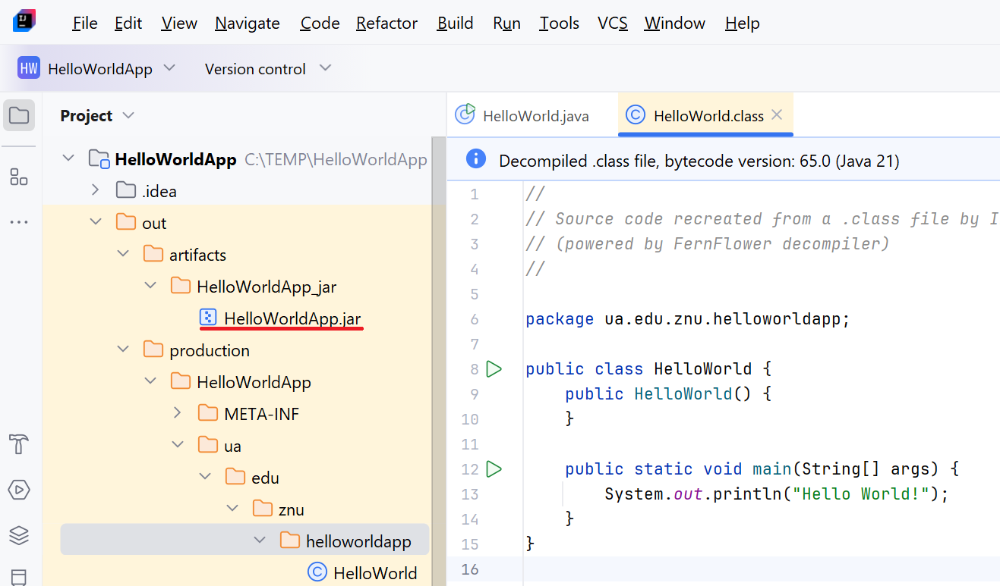 File Edit View Navigate Code Refactor Build Run Tools VCS Window Help
HW HelloWorldApp Version control
Project
HelloWorldApp C:\TEMP\HelloWorldApp
.idea
out
artifacts
HelloWorldApp_jar
HelloWorldApp.jar
production
HelloWorldApp
META-INF
ua
edu
znu
helloworldapp
HelloWorld
HelloWorld.java HelloWorld.class
Decompiled .class file, bytecode version: 65.0 (Java 21)
1 //
2 // Source code recreated from a .class file by I
3 // (powered by FernFlower decompiler)
4 //
5
6 package ua.edu.znu.helloworldapp;
7
8 public class HelloWorld {
9     public HelloWorld() {
10     }
11
12     public static void main(String[] args) {
13         System.out.println("Hello World!");
14     }
15 }
16